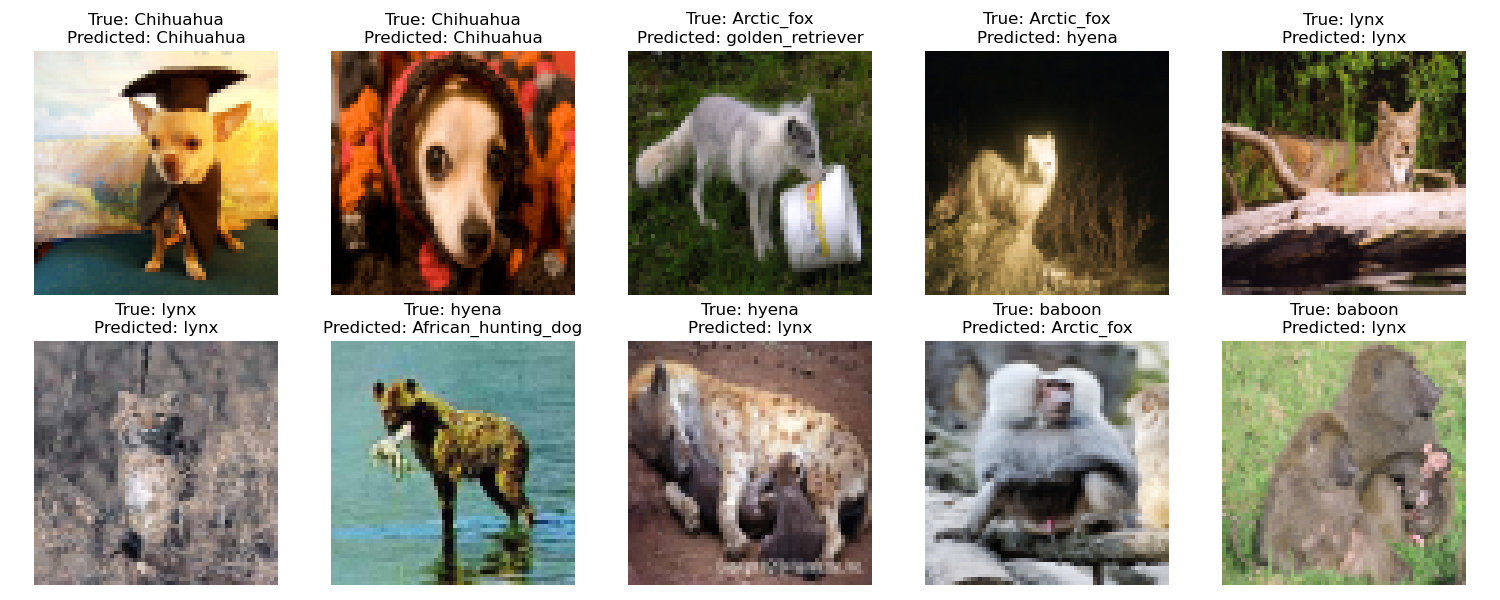 True: Chihuahua
Predicted: Chihuahua
True: Chihuahua
Predicted: Chihuahua
True: Arctic_fox
Predicted: golden_retriever
True: Arctic_fox
Predicted: hyena
True: lynx
Predicted: lynx
True: lynx
Predicted: lynx
True: hyena
Predicted: African_hunting_dog
True: hyena
Predicted: lynx
True: baboon
Predicted: Arctic_fox
True: baboon
Predicted: lynx